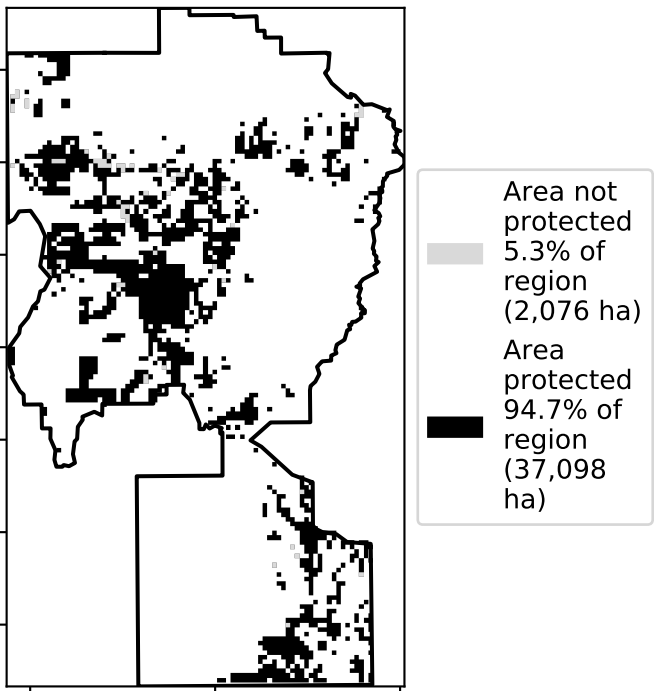 Area not
protected
5.3% of
region
(2,076 ha)
Area
protected
94.7% of
region
(37,098
ha)